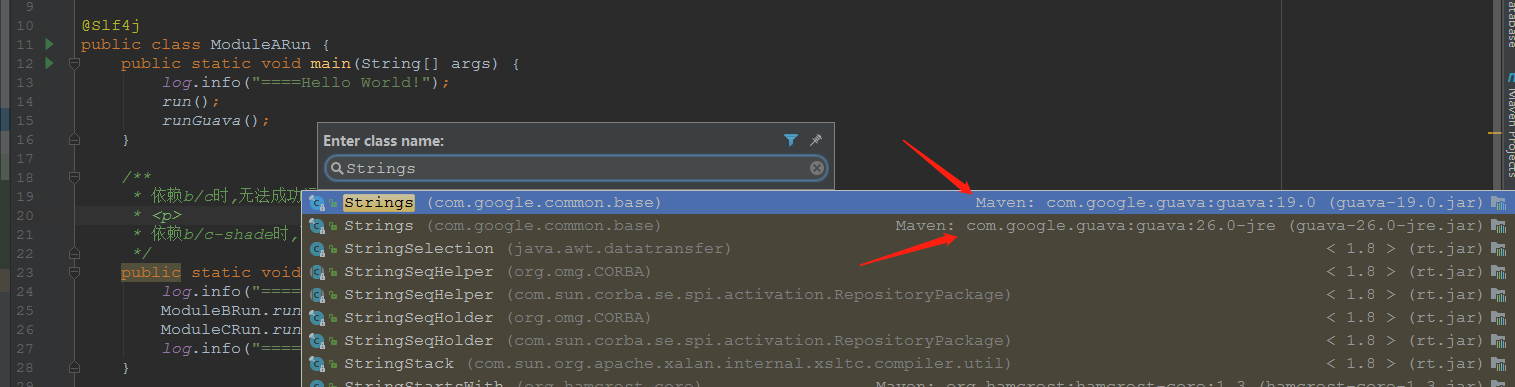 9
10 @Slf4j
11 public class ModuleARun {
12 public static void main(String[] args) {
13 log.info("====Hello World!");
14 run();
15 runGuava();
16 }
17
18 /**
19 * 依赖b/c时,无法成功
20 * <p>
21 * 依赖b/c-shade时,
22 */
23 public static void
24 log.info("====
25 ModuleBRun.run
26 ModuleCRun.run
27 log.info("====
28 }
Enter class name:
Strings
Strings (com.google.common.base) Maven: com.google.guava:guava:19.0 (guava-19.0.jar)
Strings (com.google.common.base) Maven: com.google.guava:guava:26.0-jre (guava-26.0-jre.jar)
StringSelection (java.awt.datatransfer) < 1.8 > (rt.jar)
StringSeqHelper (org.omg.CORBA) < 1.8 > (rt.jar)
StringSeqHelper (com.sun.corba.se.spi.activation.RepositoryPackage) < 1.8 > (rt.jar)
StringSeqHolder (org.omg.CORBA) < 1.8 > (rt.jar)
StringSeqHolder (com.sun.corba.se.spi.activation.RepositoryPackage) < 1.8 > (rt.jar)
StringStack (com.sun.org.apache.xalan.internal.xsltc.compiler.util) < 1.8 > (rt.jar)
StringStartsWith (org.hamcrest.core) Maven: org.hamcrest:hamcrest-core:1.3 (hamcrest-core-1.3.jar)
atabase
Maven Projects